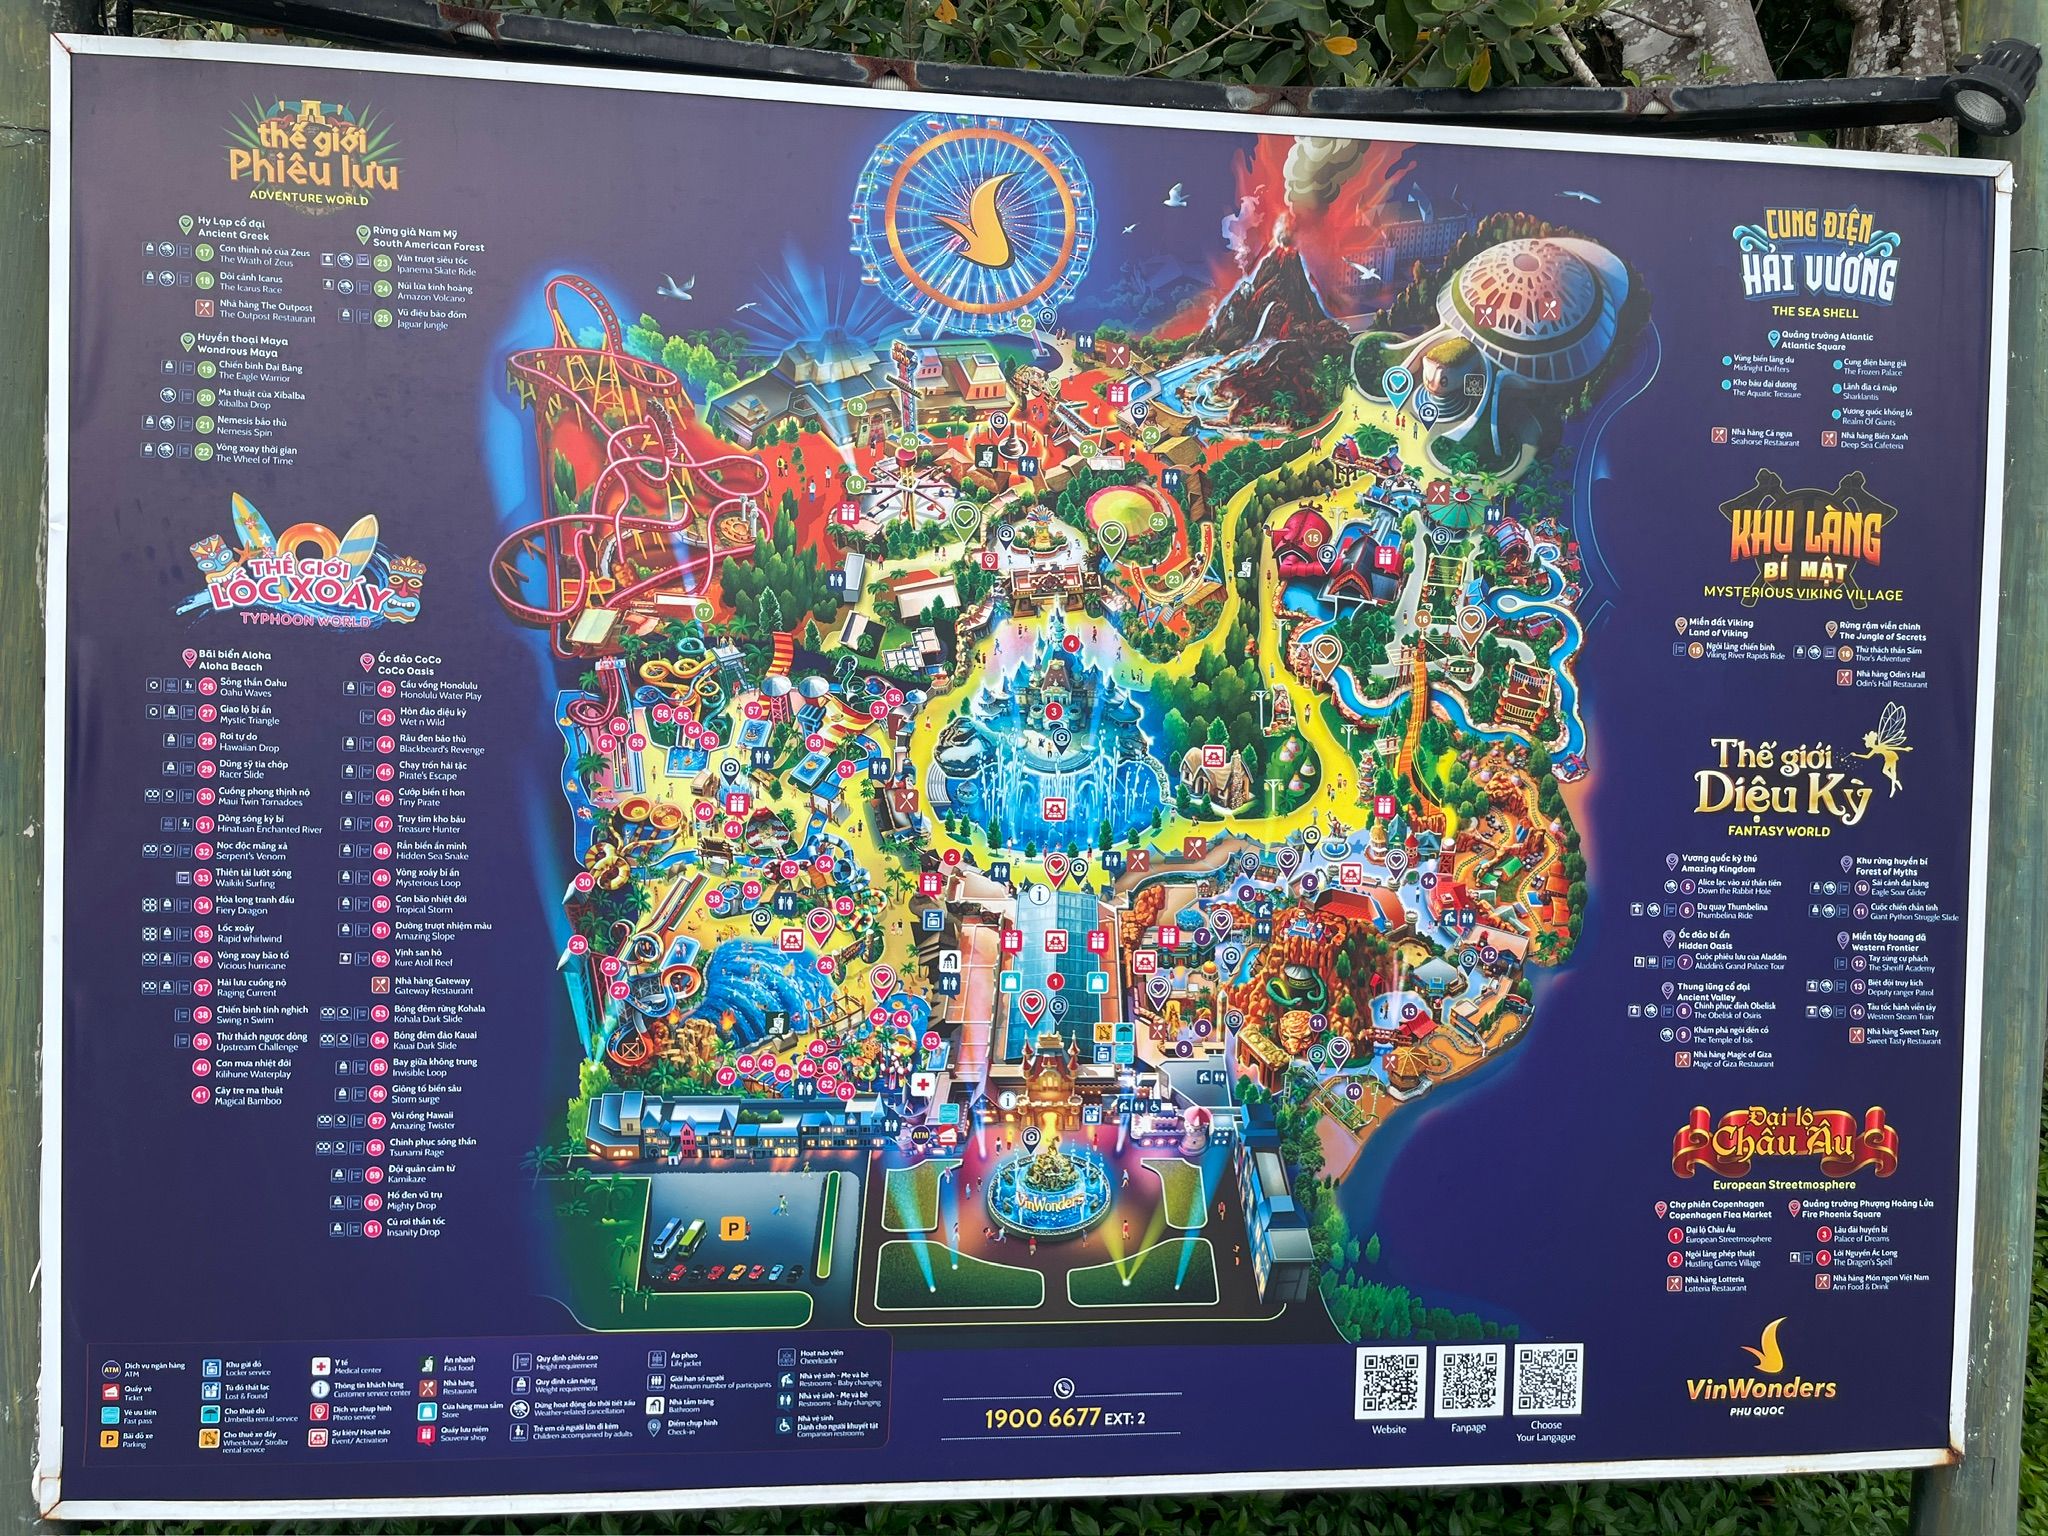 thế giới
Phiêu lưu
ADVENTURE WORLD
Hy Lạp cổ đại
Ancient Greek
17 Cơn thịnh nộ của Zeus
The Wrath of Zeus
18 Đôi cánh Icarus
The Icarus Race
Nhà hàng The Outpost
The Outpost Restaurant
Huyền thoại Maya
Wondrous Maya
19 Chiến binh Đại Bàng
The Eagle Warrior
20 Ma thuật của Xibalba
Xibalba Drop
21 Nemesis báo thù
Nemesis Spin
22 Vòng xoay thời gian
The Wheel of Time
Rừng già Nam Mỹ
South American Forest
23 Ván trượt siêu tốc
Ipanema Skate Ride
24 Núi lửa kinh hoàng
Amazon Volcano
25 Vũ điệu báo đốm
Jaguar Jungle
THẾ GIỚI
LỐC XOÁY
TYPHOON WORLD
Bãi biển Aloha
Aloha Beach
26 Sóng thần Oahu
Oahu Waves
27 Giao lộ bí ẩn
Mystic Triangle
28 Rơi tự do
Hawaiian Drop
29 Dũng sỹ tia chớp
Racer Slide
30 Cuồng phong thịnh nộ
Maui Twin Tornadoes
31 Dòng sông kỳ bí
Hinatuan Enchanted River
32 Nọc độc mãng xà
Serpent's Venom
33 Thiên tài lướt sóng
Waikiki Surfing
34 Hỏa long tranh đấu
Fiery Dragon
35 Lốc xoáy
Rapid whirlwind
36 Vòng xoay bão tố
Vicious hurricane
37 Hải lưu cuồng nộ
Raging Current
38 Chiến binh tinh nghịch
Swing n Swim
39 Thử thách ngược dòng
Upstream Challenge
40 Cơn mưa nhiệt đới
Kilihune Waterplay
41 Cây tre ma thuật
Magical Bamboo
Ốc đảo CoCo
CoCo Oasis
42 Cầu vồng Honolulu
Honolulu Water Play
43 Hòn đảo diệu kỳ
Wet n Wild
44 Râu đen báo thù
Blackbeard's Revenge
45 Chạy trốn hải tặc
Pirate's Escape
46 Cướp biển tí hon
Tiny Pirate
47 Truy tìm kho báu
Treasure Hunter
48 Rắn biển ẩn mình
Hidden Sea Snake
49 Vòng xoáy bí ẩn
Mysterious Loop
50 Cơn bão nhiệt đới
Tropical Storm
51 Đường trượt nhiệm màu
Amazing Slope
52 Vịnh san hô
Kure Atoll Reef
Nhà hàng Gateway
Gateway Restaurant
53 Bóng đêm rừng Kohala
Kohala Dark Slide
54 Bóng đêm đảo Kauai
Kauai Dark Slide
55 Bay giữa không trung
Invisible Loop
56 Giông tố biển sâu
Storm surge
57 Vòi rồng Hawaii
Amazing Twister
58 Chinh phục sóng thần
Tsunami Rage
59 Đội quân cảm tử
Kamikaze
60 Hố đen vũ trụ
Mighty Drop
61 Cú rơi thần tốc
Insanity Drop
CUNG ĐIỆN
HẢI VƯƠNG
THE SEA SHELL
Quảng trường Atlantic
Atlantic Square
Vùng biển lãng du
Midnight Drifters
Kho báu đại dương
The Aquatic Treasure
Cung điện băng giá
The Frozen Palace
Lãnh địa cá mập
Sharklantis
Vương quốc khổng lồ
Realm Of Giants
Nhà hàng Cá ngựa
Seahorse Restaurant
Nhà hàng Biển Xanh
Deep Sea Cafeteria
KHU LÀNG
BÍ MẬT
MYSTERIOUS VIKING VILLAGE
Miền đất Viking
Land of Viking
15 Ngôi làng chiến binh
Viking River Rapids Ride
Rừng rậm viễn chinh
The Jungle of Secrets
16 Thử thách thần Sấm
Thor's Adventure
Nhà hàng Odin's Hall
Odin's Hall Restaurant
Thế giới
Diệu Kỳ
FANTASY WORLD
Vương quốc kỳ thú
Amazing Kingdom
5 Alice lạc vào xứ thần tiên
Down the Rabbit Hole
6 Đu quay Thumbelina
Thumbelina Ride
Ốc đảo bí ẩn
Hidden Oasis
7 Cuộc phiêu lưu của Aladdin
Aladdin's Grand Palace Tour
Thung lũng cổ đại
Ancient Valley
8 Chinh phục đỉnh Obelisk
The Obelisk of Osiris
9 Khám phá ngôi đền cổ
The Temple of Isis
Nhà hàng Magic of Giza
Magic of Giza Restaurant
Khu rừng huyền bí
Forest of Myths
10 Sải cánh đại bàng
Eagle Soar Glider
11 Cuộc chiến chăn tinh
Giant Python Struggle Slide
Miền tây hoang dã
Western Frontier
12 Tay súng cự phách
The Sheriff Academy
13 Biệt đội truy kích
Deputy ranger Patrol
14 Tàu tốc hành viễn tây
Western Steam Train
Nhà hàng Sweet Tasty
Sweet Tasty Restaurant
Đại lộ
Châu Âu
European Streetmosphere
Chợ phiên Copenhagen
Copenhagen Flea Market
1 Đại lộ Châu Âu
European Streetmosphere
2 Ngôi làng phép thuật
Hustling Games Village
Nhà hàng Lotteria
Lotteria Restaurant
Quảng trường Phượng Hoàng Lửa
Fire Phoenix Square
3 Lâu đài huyền bí
Palace of Dreams
4 Lời Nguyền Ác Long
The Dragon's Spell
Nhà hàng Món ngon Việt Nam
Ann Food & Drink
VinWonders
PHU QUOC
VinWonders
P
ATM
ATM Dịch vụ ngân hàng
ATM
Quầy vé
Ticket
Vé ưu tiên
Fast pass
P Bãi đỗ xe
Parking
Khu gửi đồ
Locker service
Tủ đồ thất lạc
Lost & Found
Cho thuê dù
Umbrella rental service
Cho thuê xe đẩy
Wheelchair/ Stroller
rental service
Y tế
Medical center
Thông tin khách hàng
Customer service center
Dịch vụ chụp hình
Photo service
Sự kiện/ Hoạt náo
Event/ Activation
Ăn nhanh
Fast food
Nhà hàng
Restaurant
Cửa hàng mua sắm
Store
Quầy lưu niệm
Souvenir shop
Quy định chiều cao
Height requirement
Quy định cân nặng
Weight requirement
Dừng hoạt động do thời tiết xấu
Weather-related cancellation
Trẻ em có người lớn đi kèm
Children accompanied by adults
Áo phao
Life jacket
Giới hạn số người
Maximum number of participants
Nhà tắm tráng
Bathroom
Điểm chụp hình
Check-in
Hoạt náo viên
Cheerleader
Nhà vệ sinh - Mẹ và bé
Restrooms - Baby changing
Nhà vệ sinh - Mẹ và bé
Restrooms - Baby changing
Nhà vệ sinh
Dành cho người khuyết tật
Companion restrooms
1900 6677 EXT: 2
Website
Fanpage
Choose
Your Langague